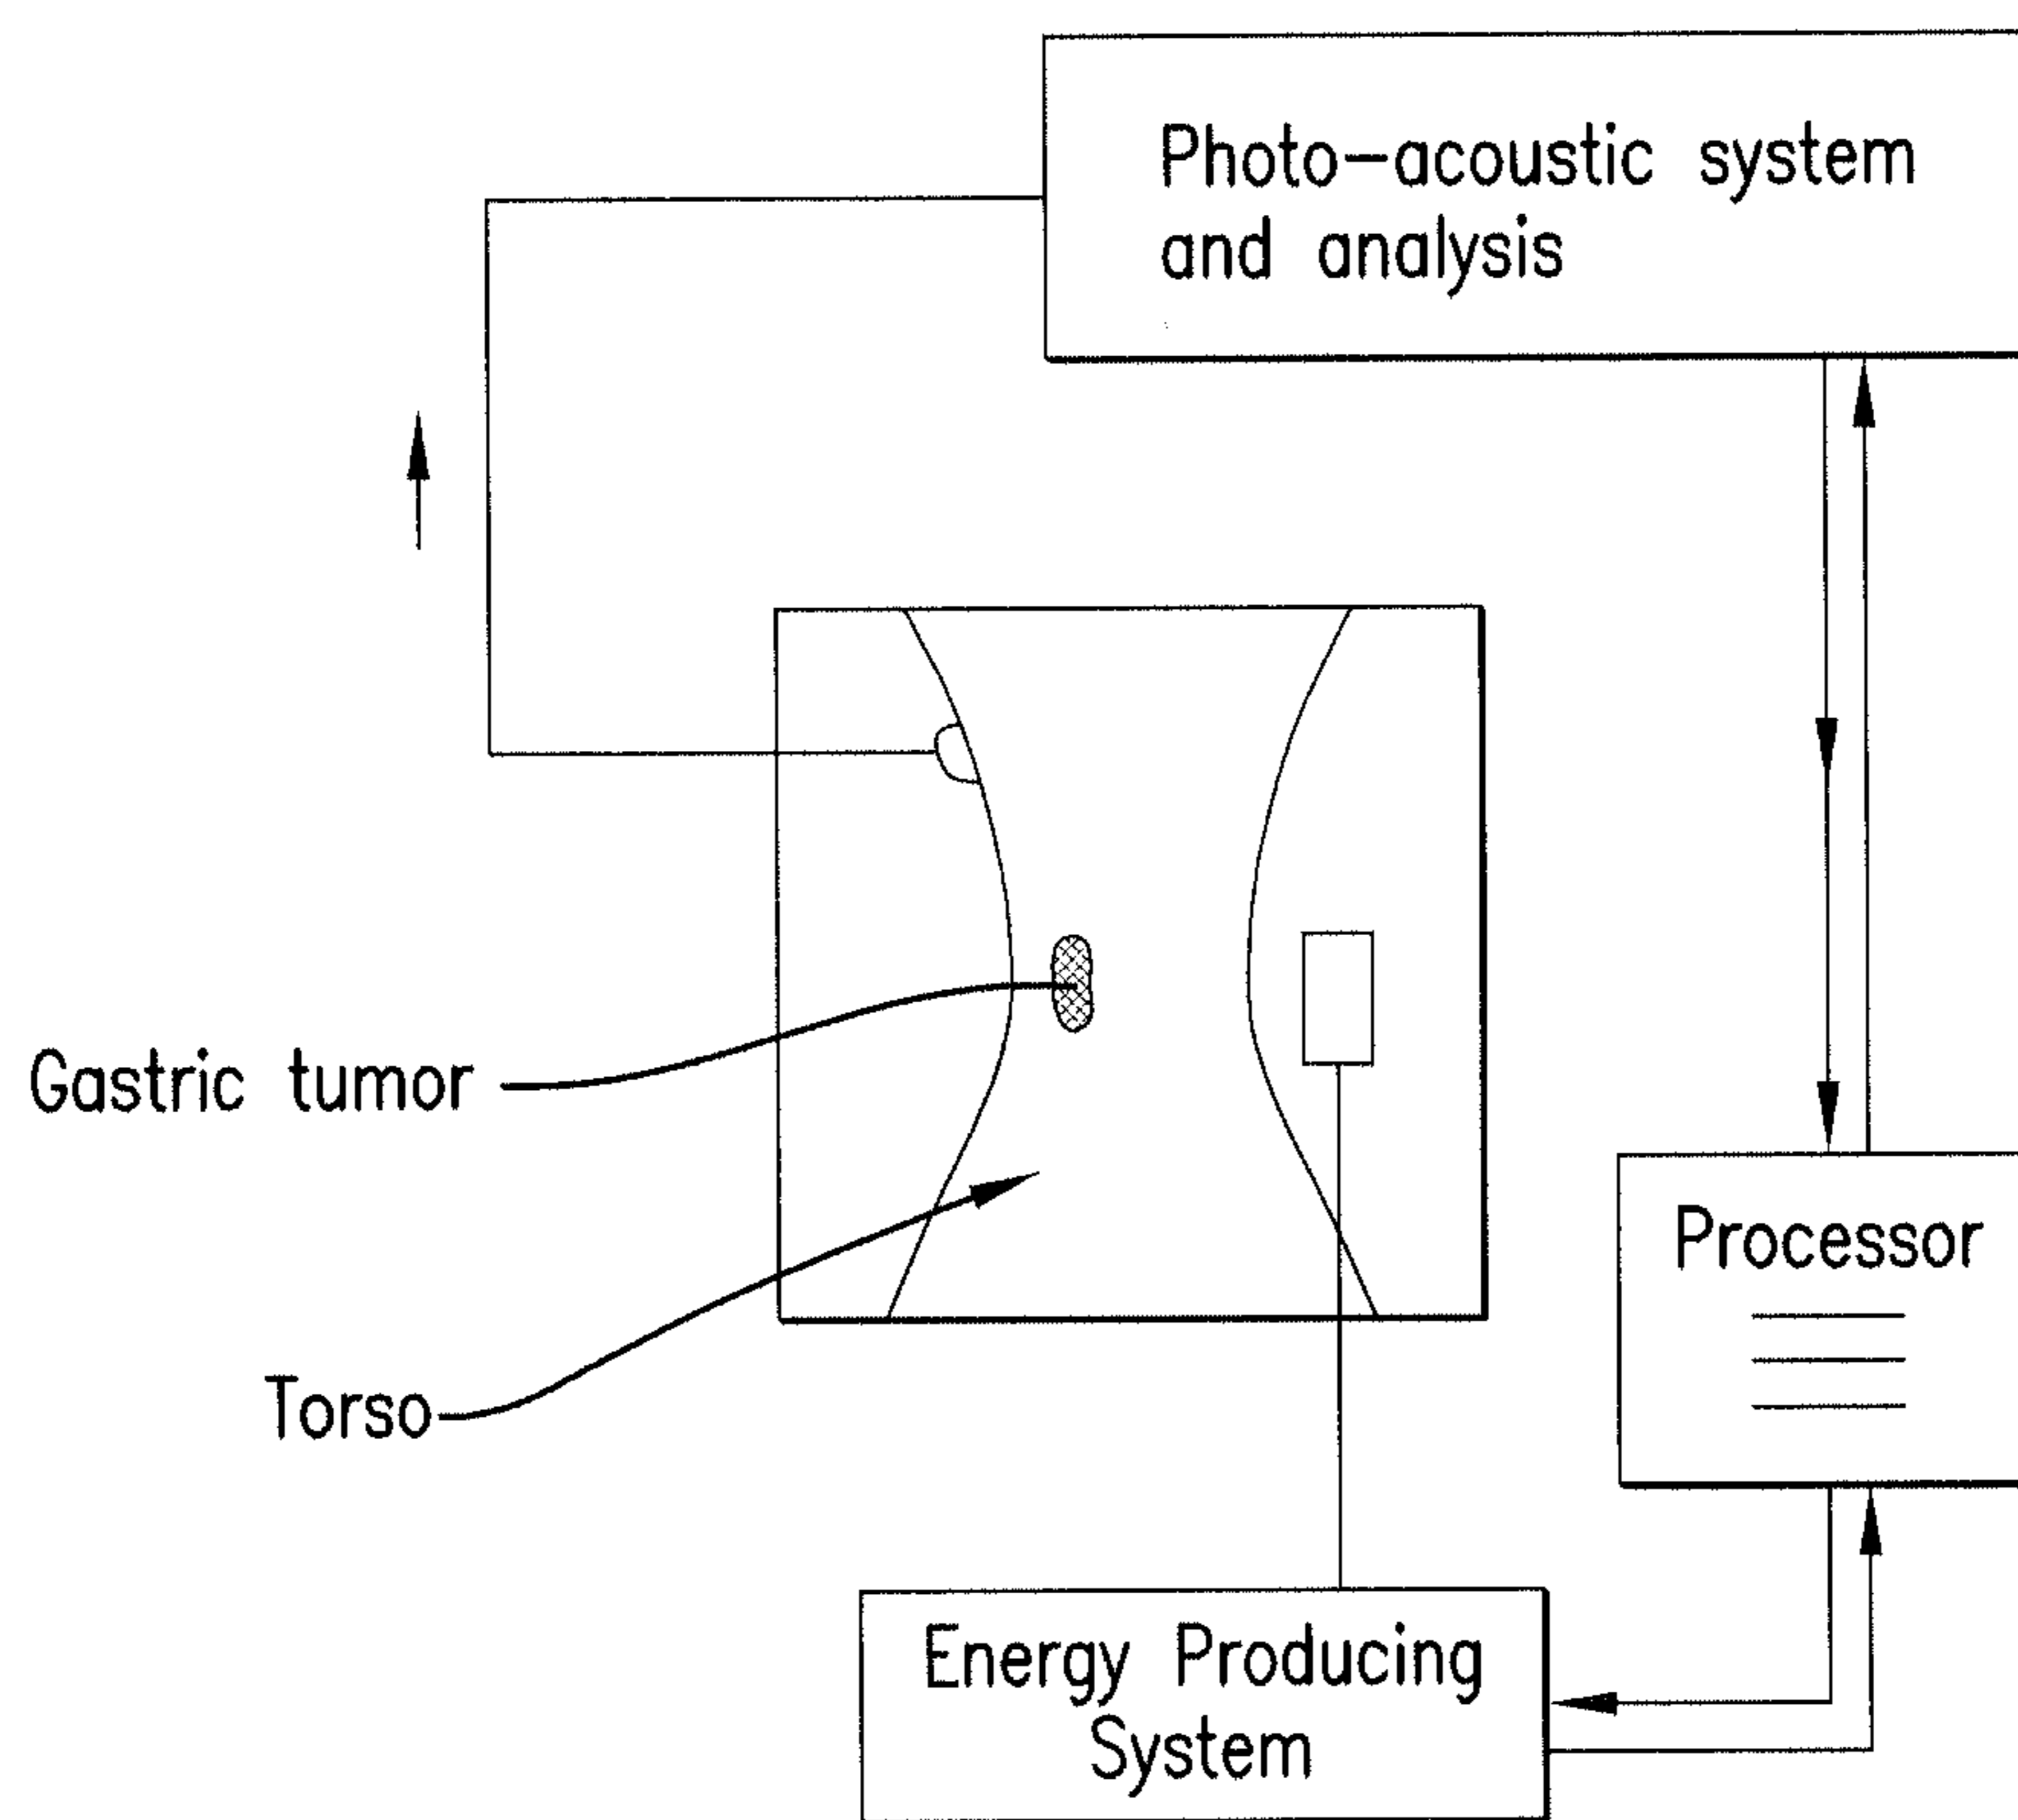 Photo-acoustic system
and analysis
Gastric tumor
Torso
Processor
Energy Producing
System